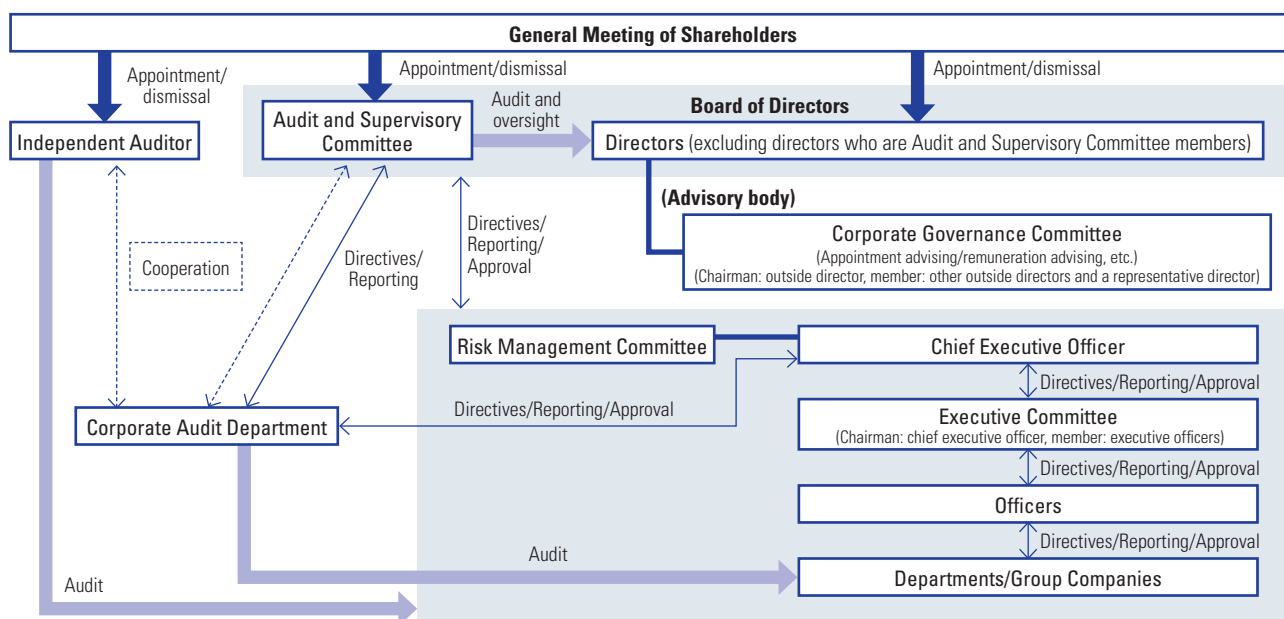 General Meeting of Shareholders
Appointment/
dismissal
Appointment/dismissal
Appointment/dismissal
Independent Auditor
Audit and Supervisory
Committee
Audit and
oversight
Board of Directors
Directors (excluding directors who are Audit and Supervisory Committee members)
(Advisory body)
Corporate Governance Committee
(Appointment advising/remuneration advising, etc.)
(Chairman: outside director, member: other outside directors and a representative director)
Cooperation
Directives/
Reporting
Directives/
Reporting/
Approval
Risk Management Committee
Chief Executive Officer
Directives/Reporting/Approval
Corporate Audit Department
Directives/Reporting/Approval
Executive Committee
(Chairman: chief executive officer, member: executive officers)
Directives/Reporting/Approval
Officers
Directives/Reporting/Approval
Audit
Departments/Group Companies
Audit